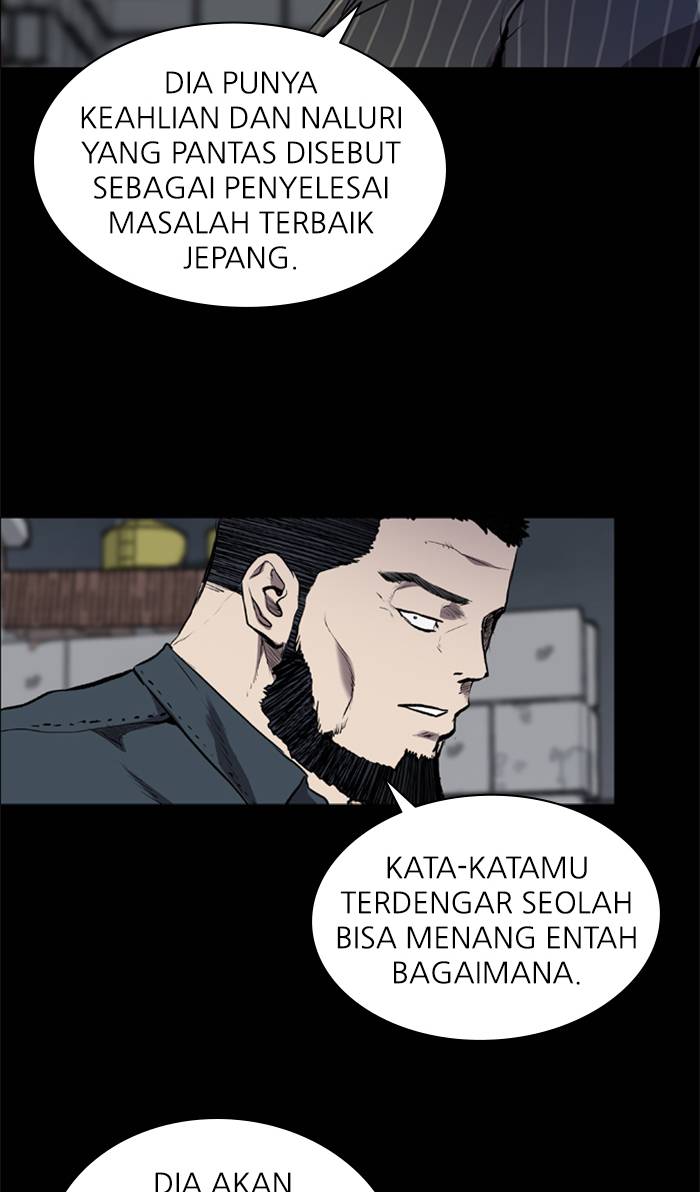 DIA PUNYA
KEAHLIAN DAN NALURI
YANG PANTAS DISEBUT
SEBAGAI PENYELESAI
MASALAH TERBAIK
JEPANG.
KATA-KATAMU
TERDENGAR SEOLAH
BISA MENANG ENTAH
BAGAIMANA.
DIA AKAN